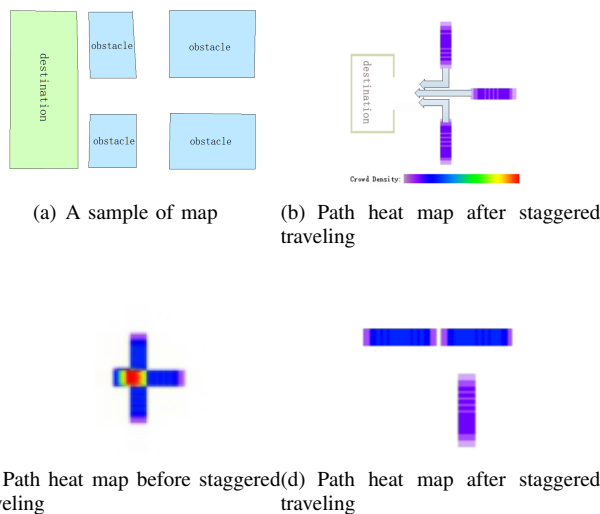 destination
obstacle
obstacle
obstacle
obstacle
destination
Crowd Density:
(a) A sample of map
(b) Path heat map after staggered
traveling
Path heat map before staggered
veling
(d) Path heat map after staggered
traveling